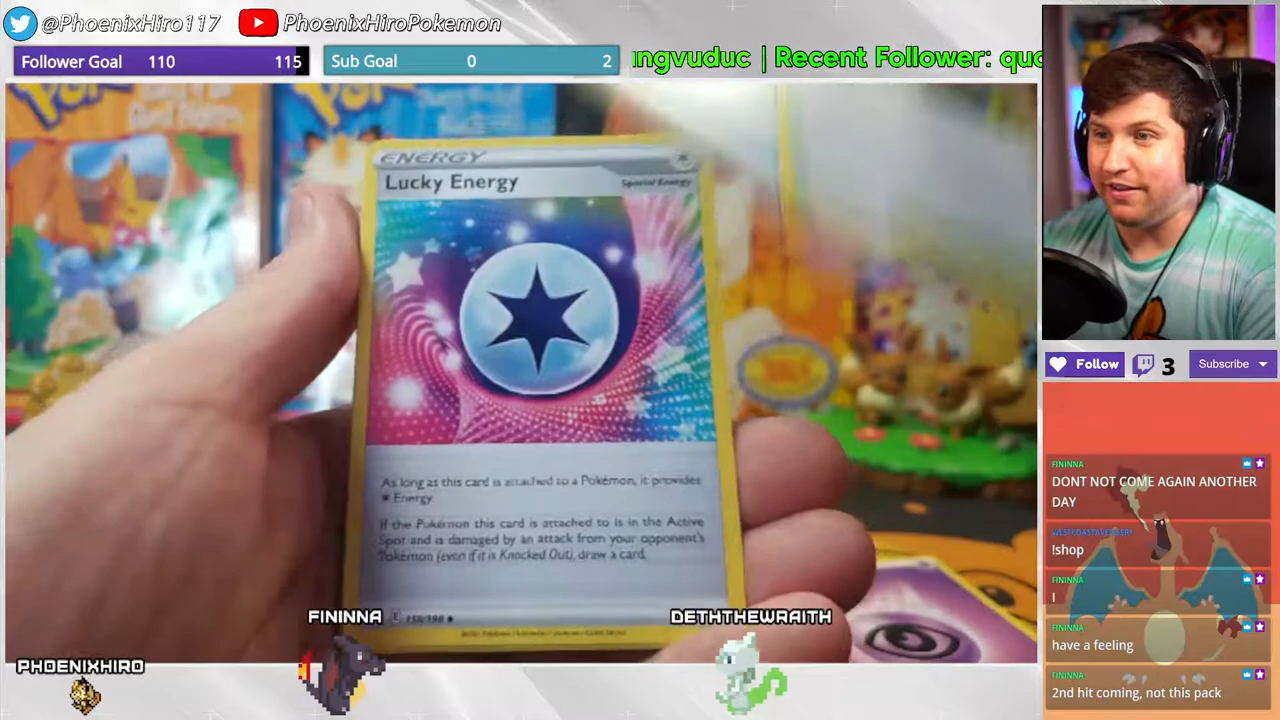 @PhoenixHiro117 PhoenixHiroPokemon
Follower Goal 110 115 Sub Goal 0 2
ungvuduc | Recent Follower: quo
ENERGY
Lucky Energy Special Energy
As long as this card is attached to a Pokémon, it provides
Energy
If the Pokémon this card is attached to is in the Active
Spot and is damaged by an attack from your opponent's
Pokémon (even if it is Knocked Out), draw a card.
E 158/198
Follow 3 Subscribe
FININNA
DONT NOT COME AGAIN ANOTHER
DAY
!shop
FININNA
I
FININNA
have a feeling
FININNA
2nd hit coming, not this pack
FININNA DETHTHEWRAITH
PHOENIXHIRO